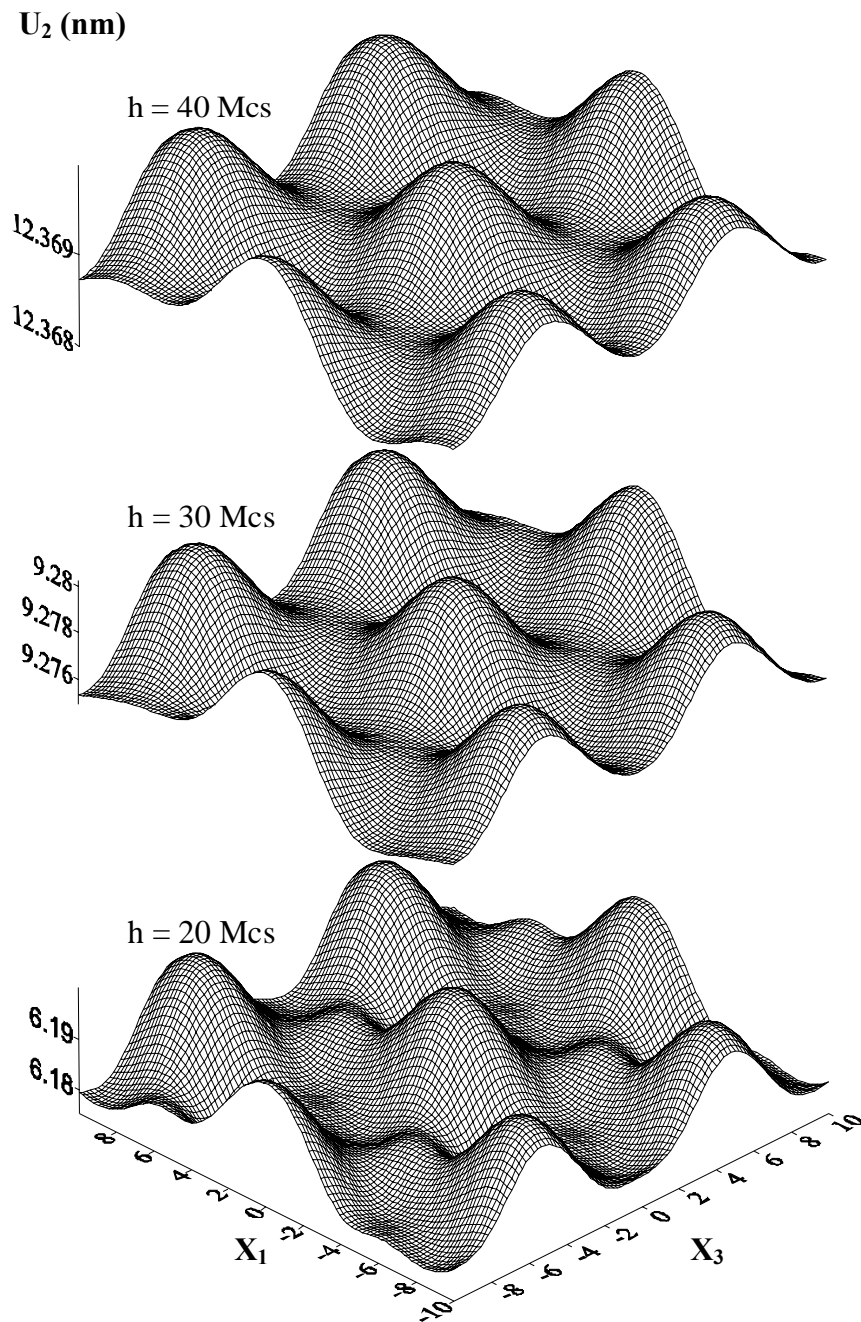 U₂ (nm)
h = 40 Mcs
12.369
12.368
h = 30 Mcs
9.28
9.278
9.276
h = 20 Mcs
6.19
6.18
8 6 4 2 0 -2 -4 -6 -8 -10
-8 -6 -4 -2 0 2 4 6 8 10
X₁
X₃